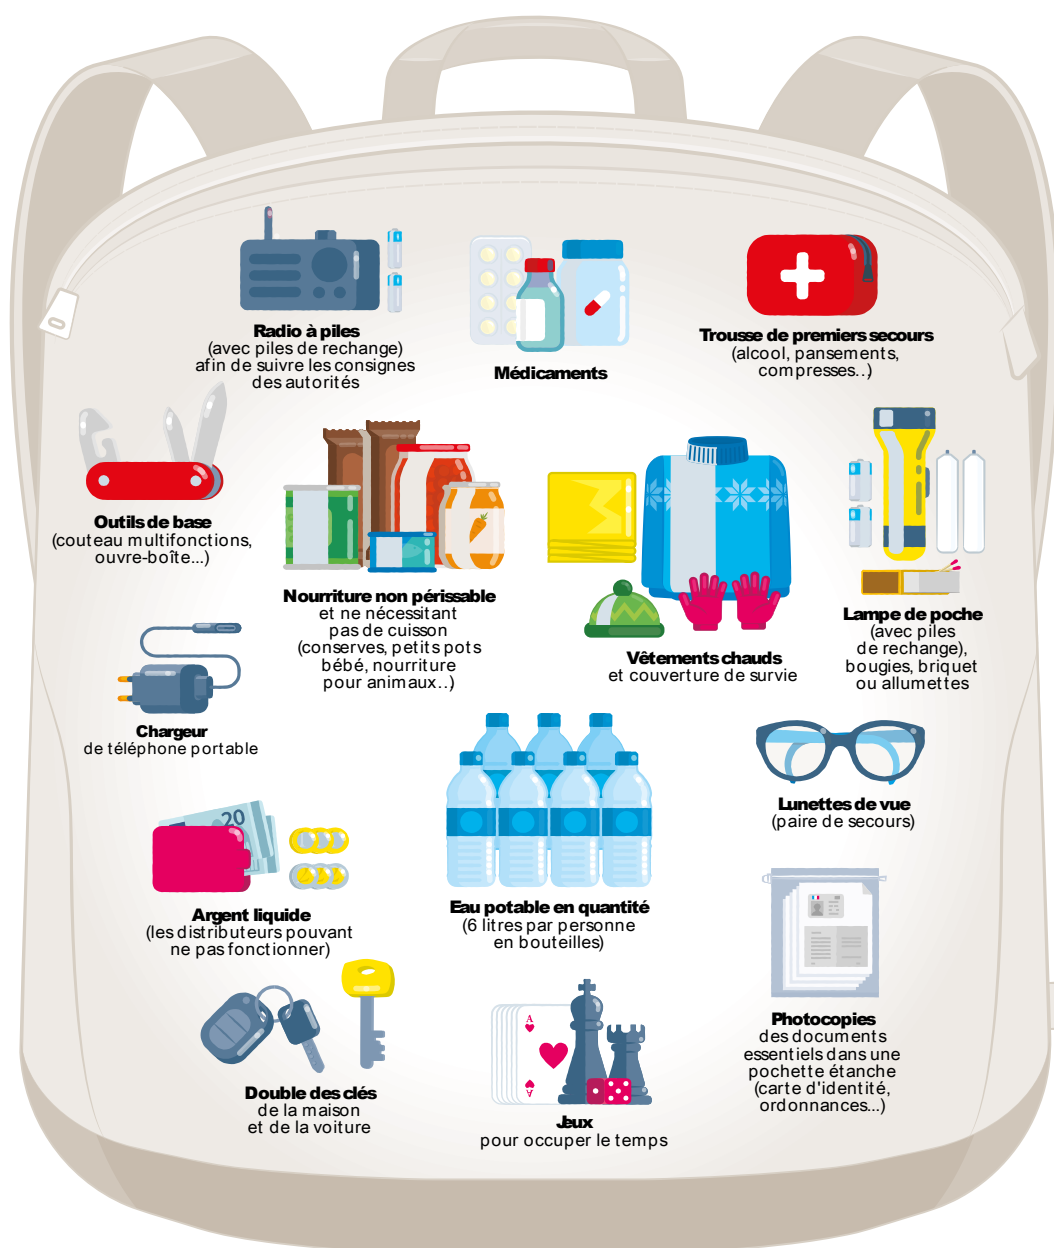 Radio à piles
(avec piles de rechange)
afin de suivre les consignes
des autorités
Médicaments
Trousse de premiers secours
(alcool, pansements,
compresses...)
Outils de base
(couteau multifonctions,
ouvre-boîte...)
Nourriture non périssable
et ne nécessitant
pas de cuisson
(conserves, petits pots
bébé, nourriture
pour animaux...)
Vêtements chauds
et couverture de survie
Lampe de poche
(avec piles
de rechange),
bougies, briquet
ou allumettes
Chargeur
de téléphone portable
Lunettes de vue
(paire de secours)
20
Argent liquide
(les distributeurs pouvant
ne pas fonctionner)
Eau potable en quantité
(6 litres par personne
en bouteilles)
Photocopies
des documents
essentiels dans une
pochette étanche
(carte d'identité,
ordonnances...)
Double des clés
de la maison
et de la voiture
A
A
Jeux
pour occuper le temps